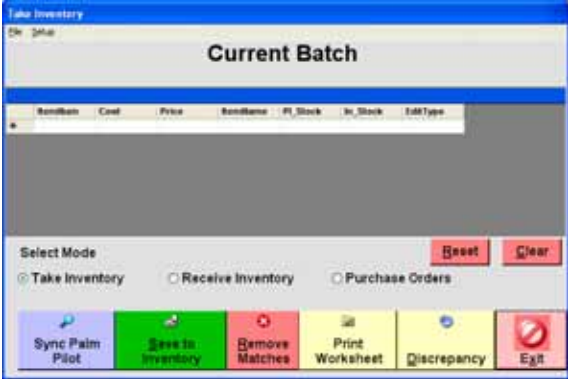 Take Inventory
File Setup
Current Batch
ItemNum Cost Price ItemName PI_Stock In_Stock EditType
Select Mode
Reset Clear
Take Inventory Receive Inventory Purchase Orders
Sync Palm Pilot
Save to Inventory
Remove Matches
Print Worksheet
Discrepancy
Exit